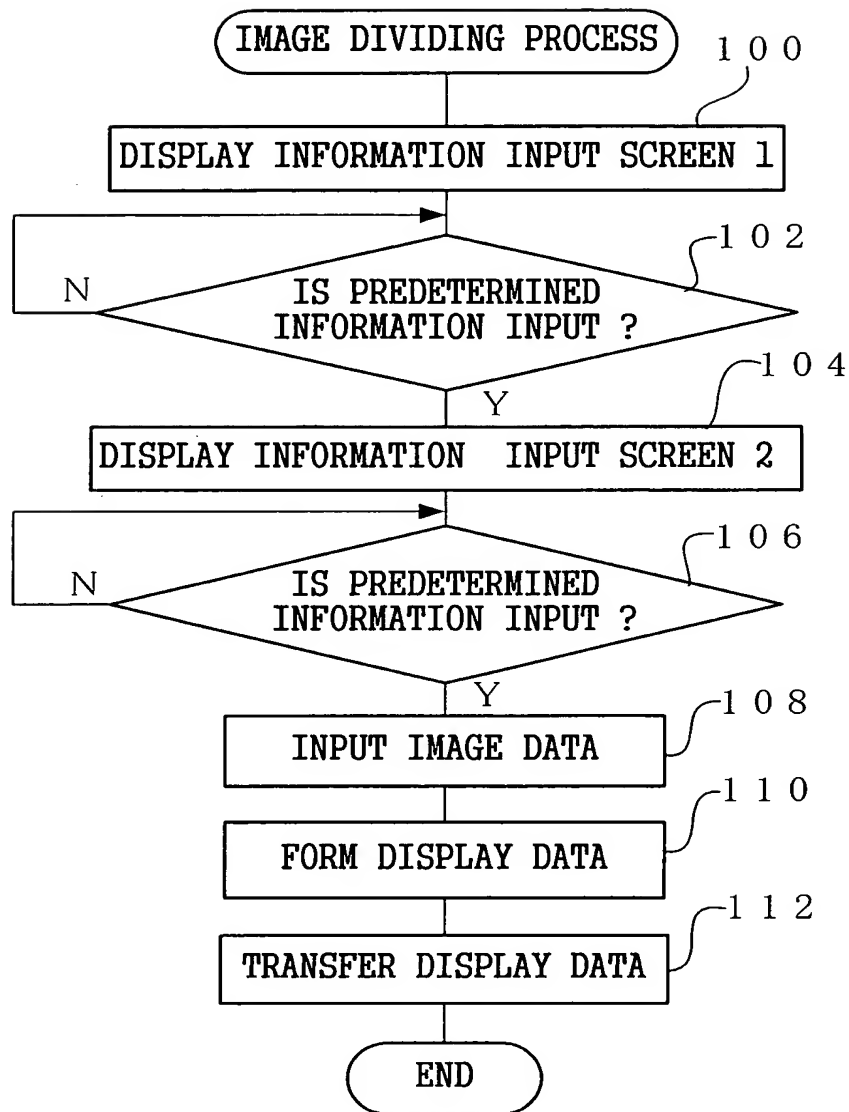 IMAGE DIVIDING PROCESS
100
DISPLAY INFORMATION INPUT SCREEN 1
102
N
IS PREDETERMINED
INFORMATION INPUT ?
104
Y
DISPLAY INFORMATION INPUT SCREEN 2
106
N
IS PREDETERMINED
INFORMATION INPUT ?
Y
108
INPUT IMAGE DATA
110
FORM DISPLAY DATA
112
TRANSFER DISPLAY DATA
END